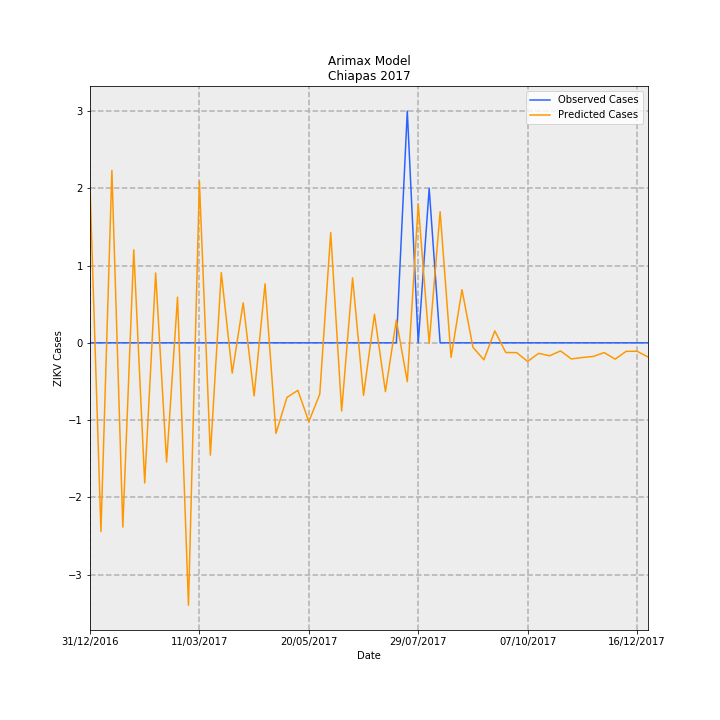 Arimax Model
Chiapas 2017
Observed Cases
Predicted Cases
ZIKV Cases
3
2
1
0
−1
−2
−3
31/12/2016 11/03/2017 20/05/2017 29/07/2017 07/10/2017 16/12/2017
Date